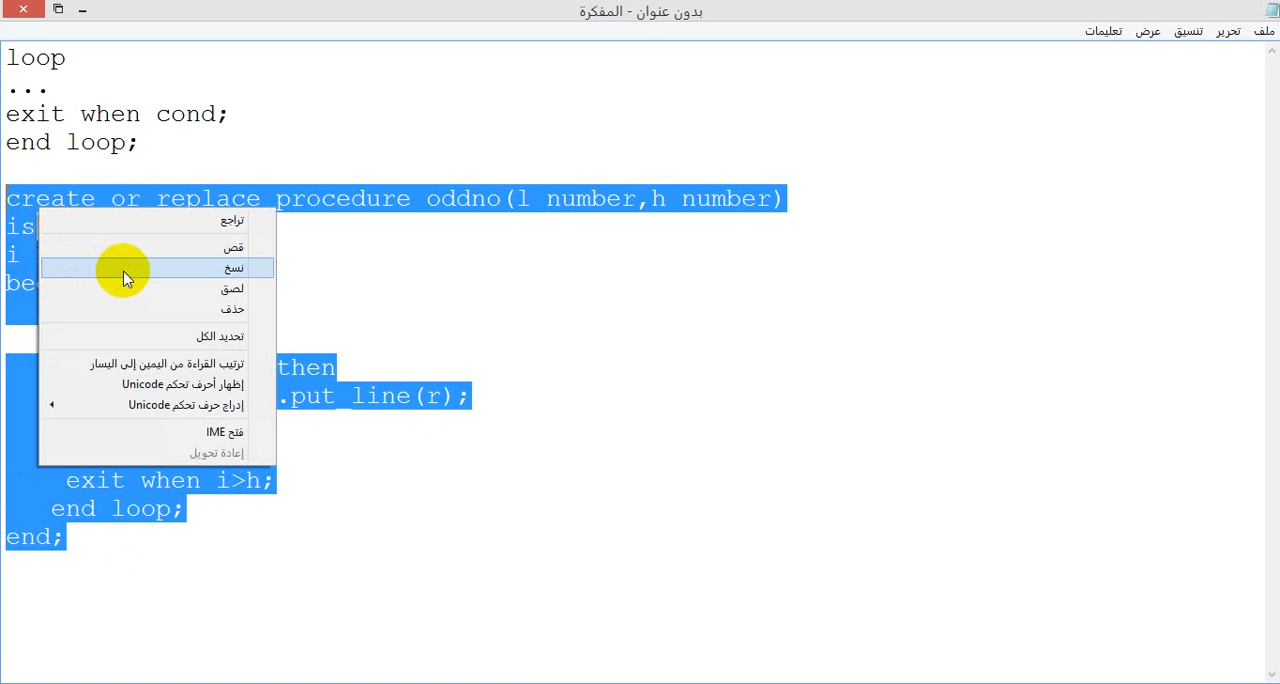 بدون عنوان - المفكرة
ملف تحرير تنسيق عرض تعليمات
loop
...
exit when cond;
end loop;
create or replace procedure oddno(l number,h number)
is
i
be
then
.put_line(r);
exit when i>h;
end loop;
end;
تراجع
قص
نسخ
لصق
حذف
تحديد الكل
ترتيب القراءة من اليمين إلى اليسار
إظهار أحرف تحكم Unicode
إدراج حرف تحكم Unicode
فتح IME
إعادة تحويل